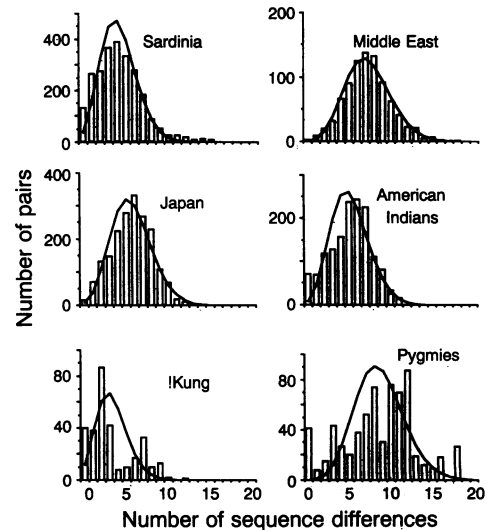 Sardinia
400
200
0
Middle East
200
100
0
Japan
400
200
0
American
Indians
200
0
!Kung
80
40
0
0 5 10 15 20
Pygmies
80
40
0
0 5 10 15 20
Number of pairs
Number of sequence differences